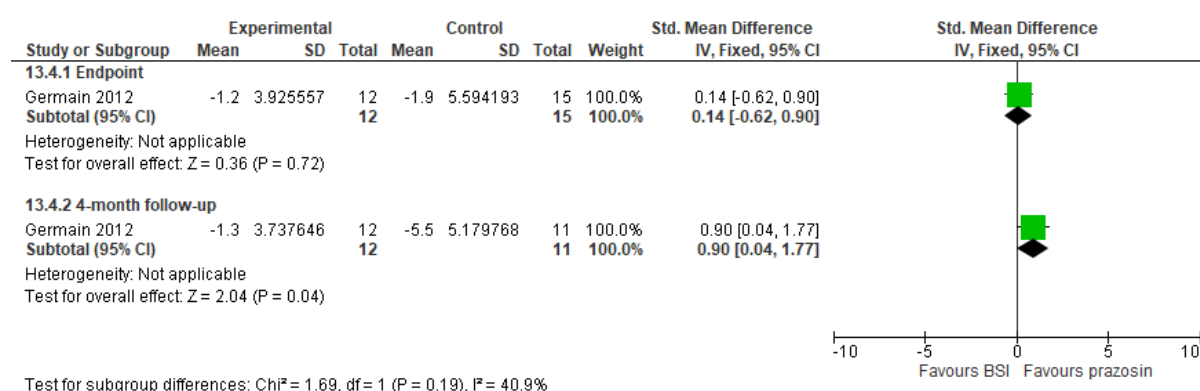 Experimental Control Std. Mean Difference Std. Mean Difference
Study or Subgroup Mean SD Total Mean SD Total Weight IV, Fixed, 95% CI IV, Fixed, 95% CI
13.4.1 Endpoint
Germain 2012 -1.2 3.925557 12 -1.9 5.594193 15 100.0% 0.14 [-0.62, 0.90]
Subtotal (95% CI) 12 15 100.0% 0.14 [-0.62, 0.90]
Heterogeneity: Not applicable
Test for overall effect: Z = 0.36 (P = 0.72)
13.4.2 4-month follow-up
Germain 2012 -1.3 3.737646 12 -5.5 5.179768 11 100.0% 0.90 [0.04, 1.77]
Subtotal (95% CI) 12 11 100.0% 0.90 [0.04, 1.77]
Heterogeneity: Not applicable
Test for overall effect: Z = 2.04 (P = 0.04)
-10 -5 0 5 10
Favours BSI Favours prazosin
Test for subgroup differences: Chi² = 1.69, df = 1 (P = 0.19), I² = 40.9%